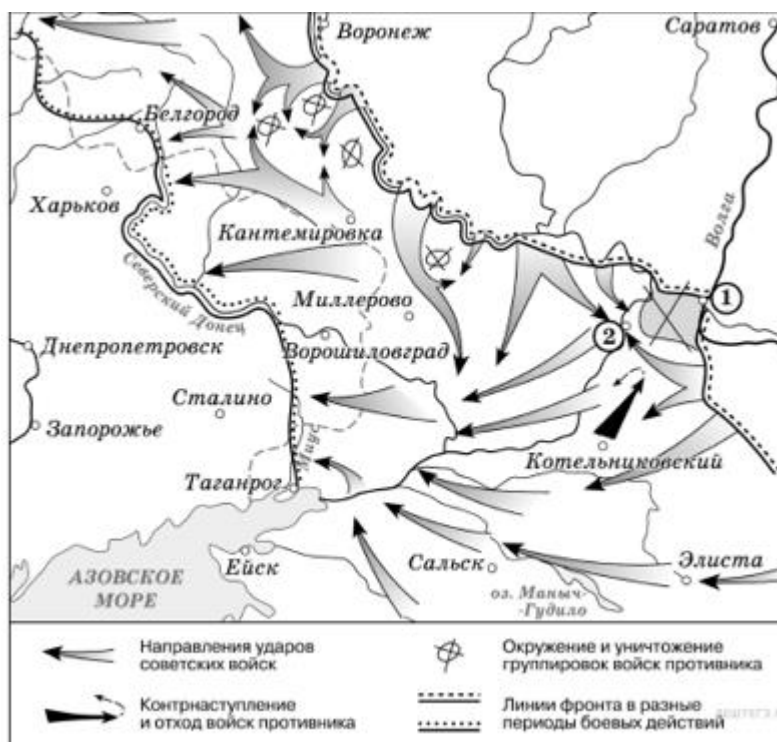 Воронеж
Саратов
Белгород
Волга
Харьков
Кантемировка
Северский Донец
Миллерово
1
2
Днепропетровск
Ворошиловград
Сталино
Запорожье
Миус
Котельниковский
Таганрог
Ейск
Сальск
Элиста
АЗОВСКОЕ
МОРЕ
оз. Маныч-
-Гудило
Направления ударов
советских войск
Окружение и уничтожение
группировок войск противника
Контрнаступление
и отход войск противника
Линии фронта в разные
периоды боевых действий